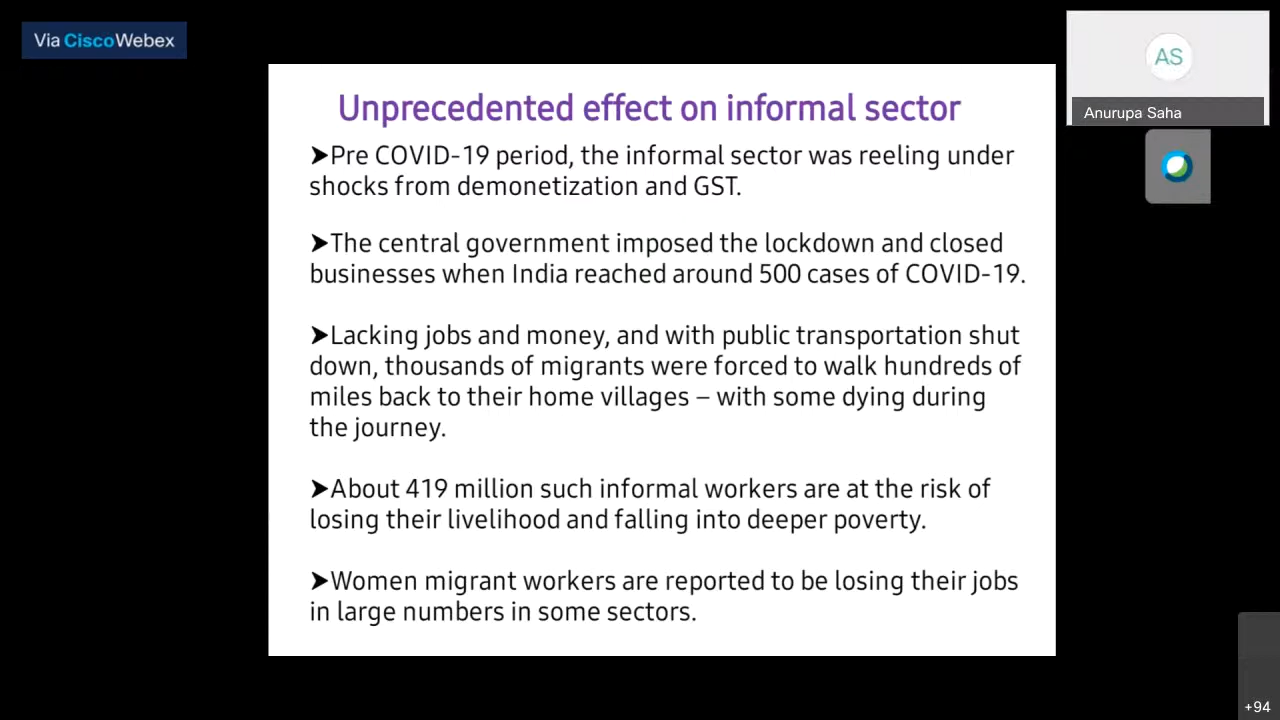 Via Cisco Webex
AS
Anurupa Saha
Unprecedented effect on informal sector
➤Pre COVID-19 period, the informal sector was reeling under
shocks from demonetization and GST.
➤The central government imposed the lockdown and closed
businesses when India reached around 500 cases of COVID-19.
➤Lacking jobs and money, and with public transportation shut
down, thousands of migrants were forced to walk hundreds of
miles back to their home villages – with some dying during
the journey.
➤About 419 million such informal workers are at the risk of
losing their livelihood and falling into deeper poverty.
➤Women migrant workers are reported to be losing their jobs
in large numbers in some sectors.
+94